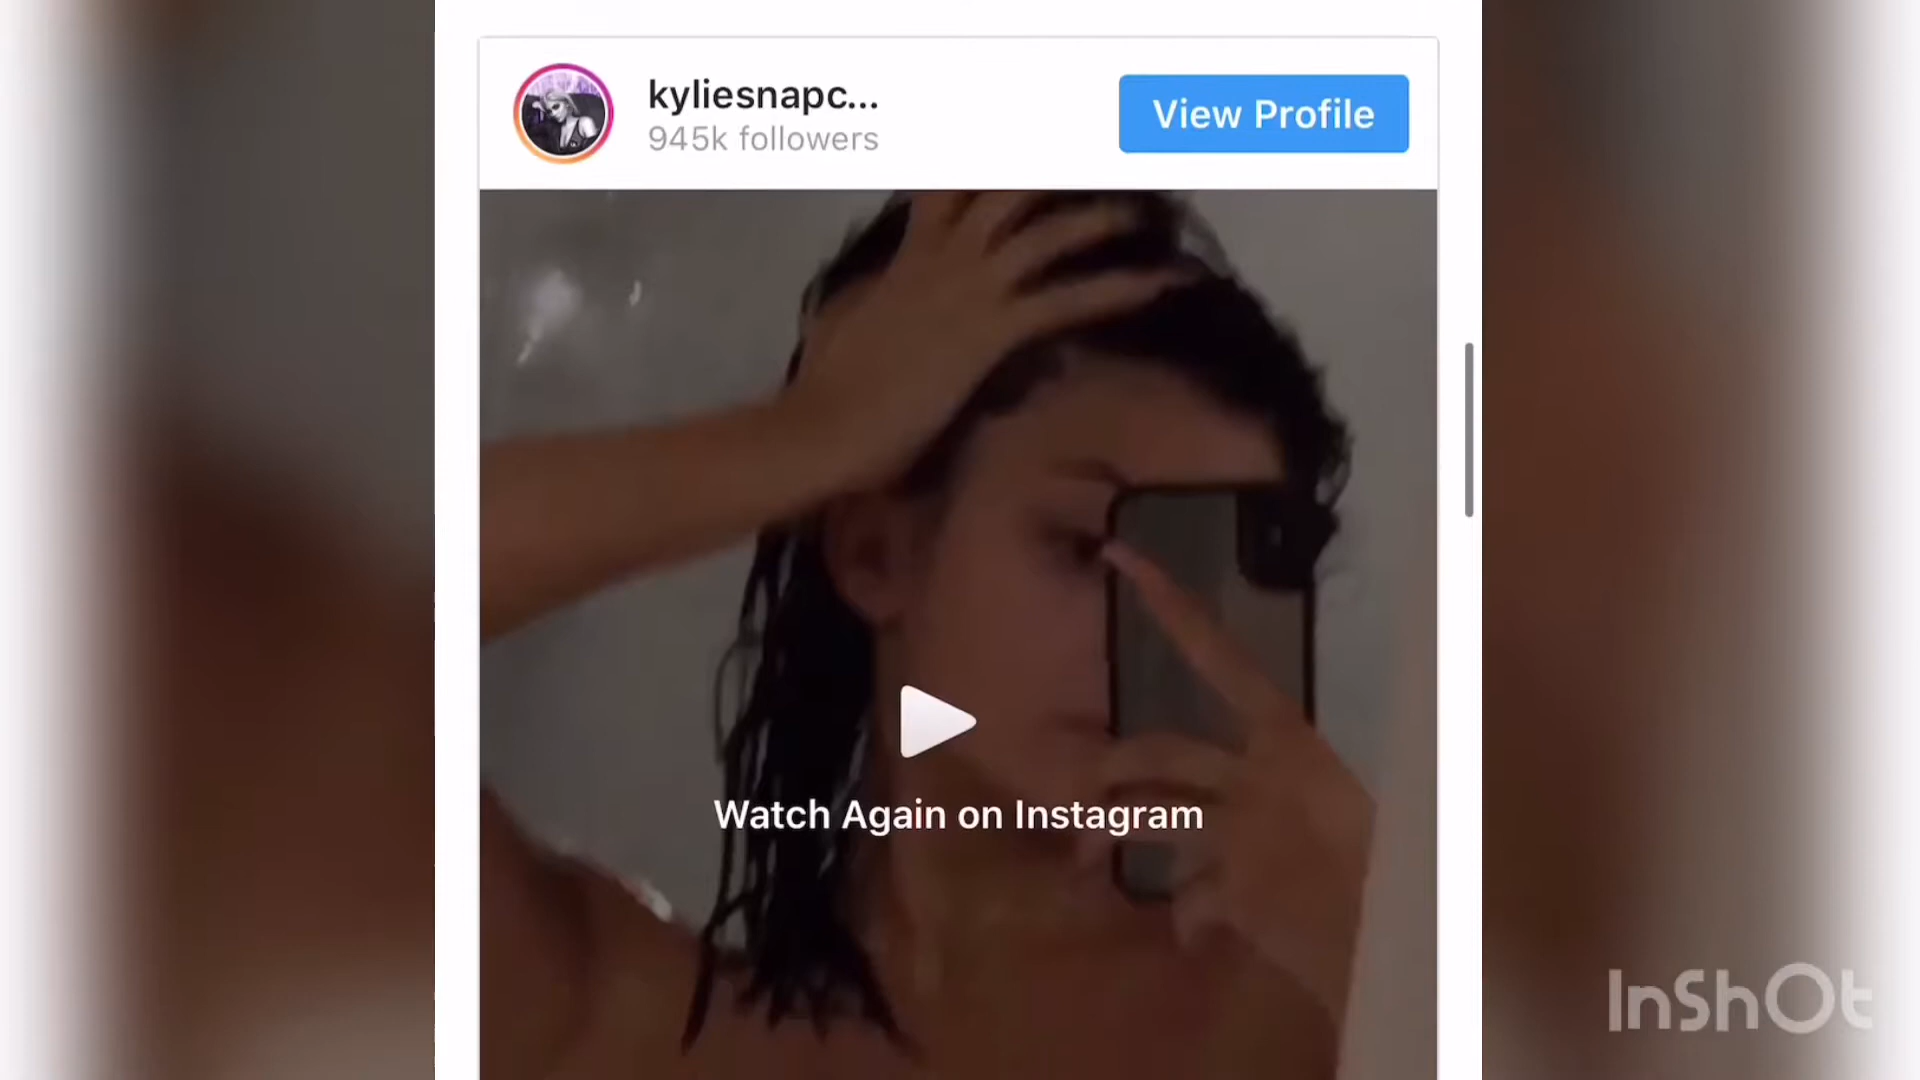 kyliesnapc...
945k followers
View Profile
Watch Again on Instagram
InShOt